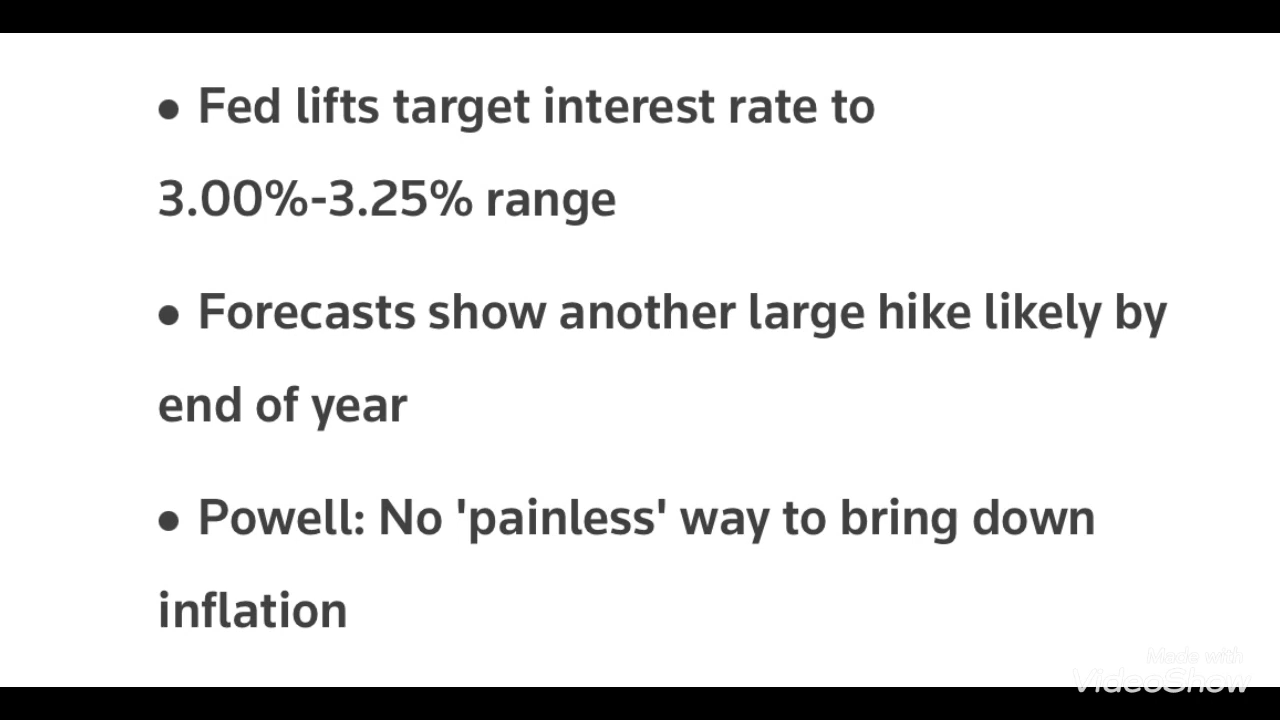 • Fed lifts target interest rate to
3.00%-3.25% range
• Forecasts show another large hike likely by
end of year
• Powell: No 'painless' way to bring down
inflation
Made with
VideoShow